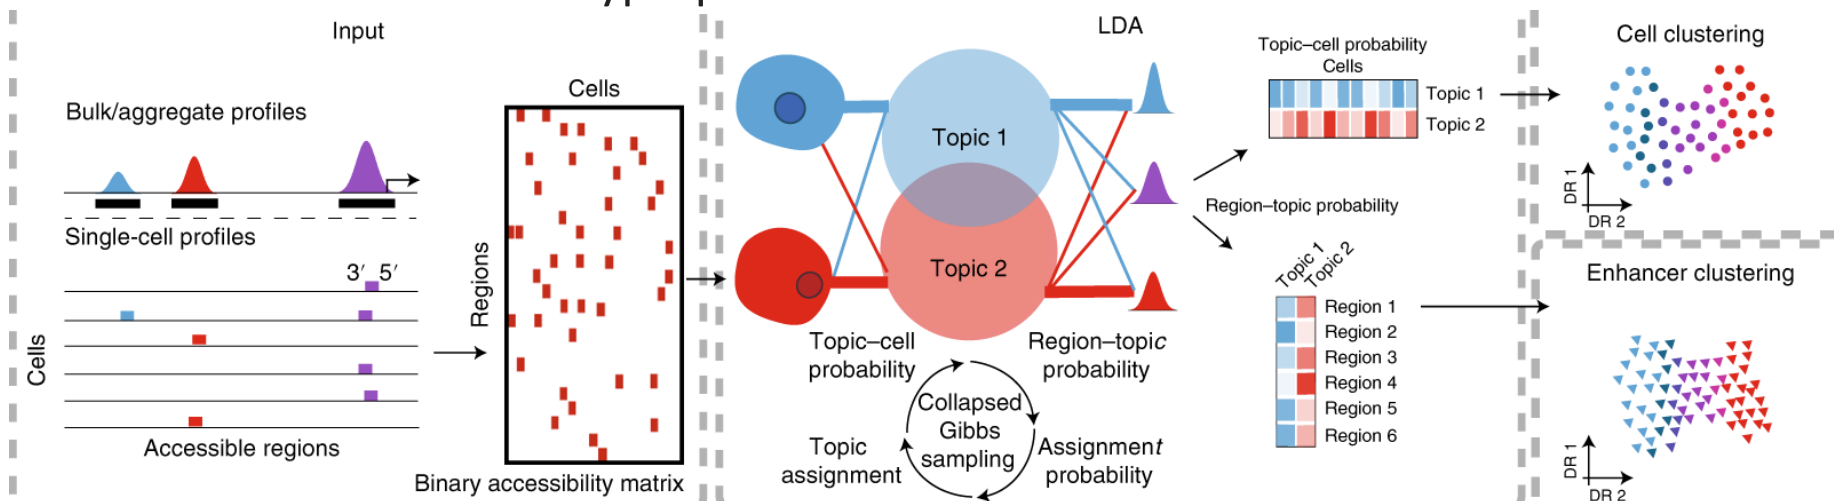 Input
Bulk/aggregate profiles
Single-cell profiles
3′ 5′
Cells
Accessible regions
Cells
Regions
Binary accessibility matrix
LDA
Topic 1
Topic 2
Topic–cell
probability
Region–topic
probability
Collapsed
Gibbs
sampling
Topic
assignment
Assignment
probability
Topic–cell probability
Cells
Topic 1
Topic 2
Region–topic probability
Topic 1
Topic 2
Region 1
Region 2
Region 3
Region 4
Region 5
Region 6
Cell clustering
DR 1
DR 2
Enhancer clustering
DR 1
DR 2